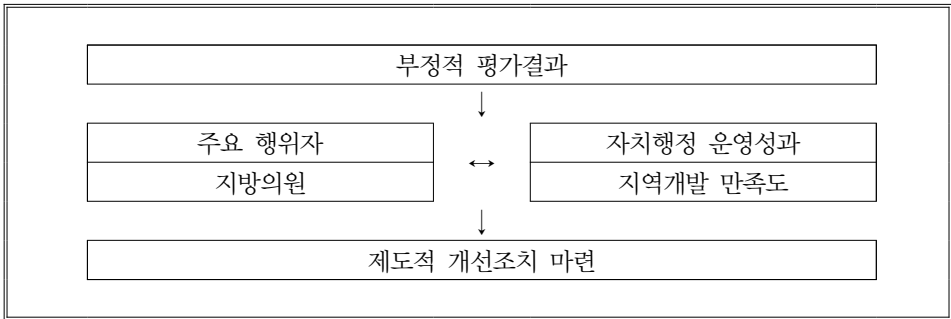 부정적 평가결과
↓
주요 행위자 ↔ 자치행정 운영성과
지방의원 지역개발 만족도
↓
제도적 개선조치 마련